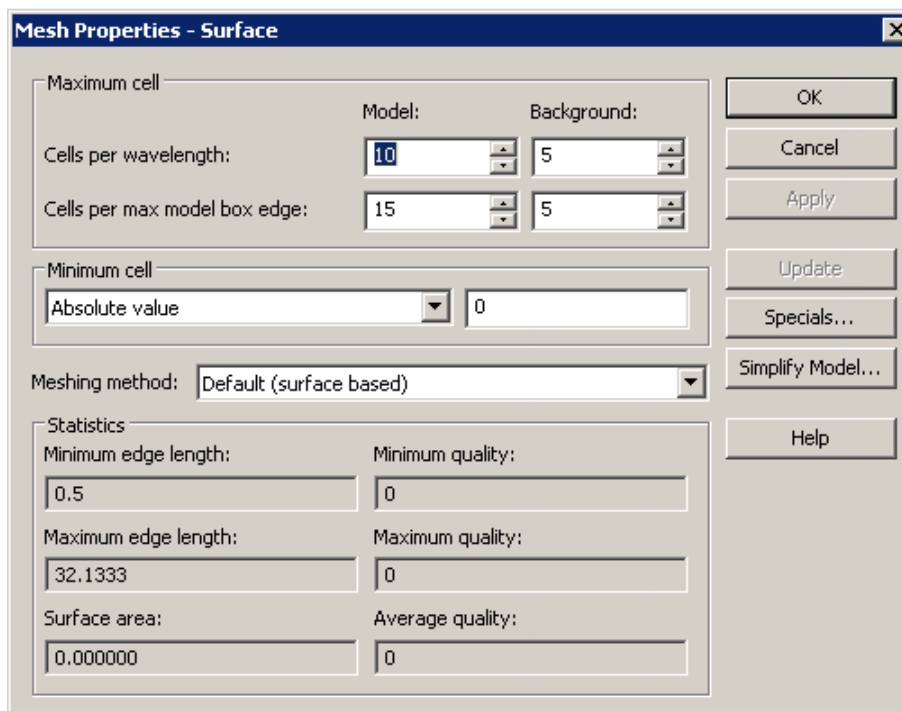 Mesh Properties - Surface
Maximum cell
Model: Background:
Cells per wavelength: 10 5
Cells per max model box edge: 15 5
Minimum cell
Absolute value 0
Meshing method: Default (surface based)
Statistics
Minimum edge length: Minimum quality:
0.5 0
Maximum edge length: Maximum quality:
32.1333 0
Surface area: Average quality:
0.000000 0
OK
Cancel
Apply
Update
Specials...
Simplify Model...
Help